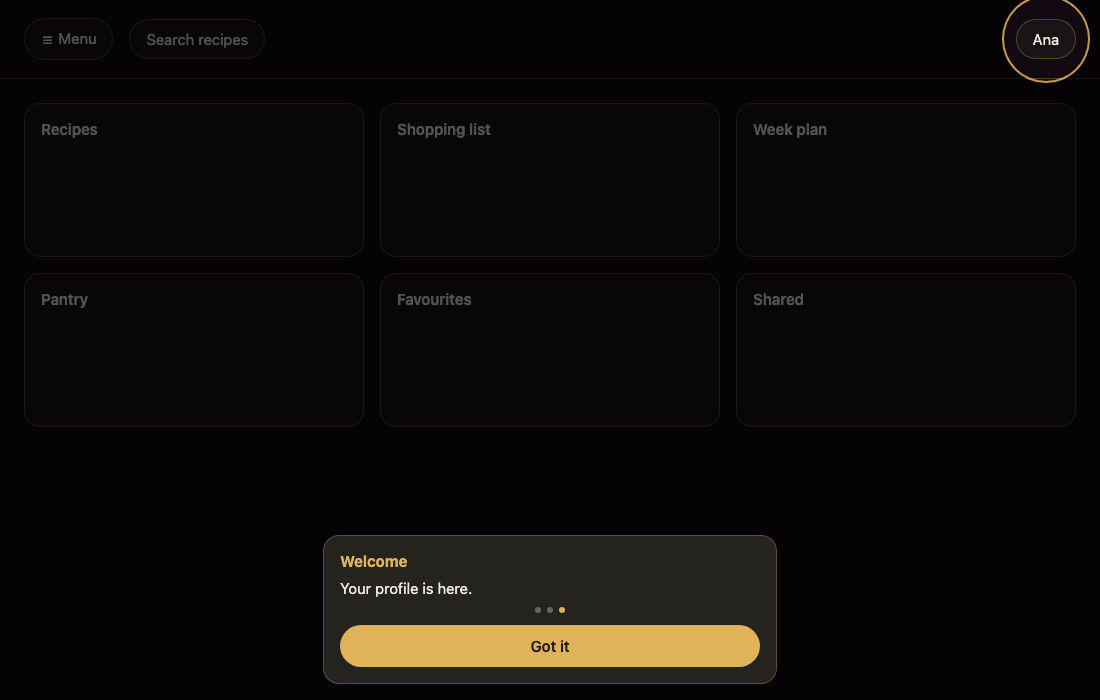 ≡ Menu
Search recipes
Ana
Recipes
Shopping list
Week plan
Pantry
Favourites
Shared
Welcome
Your profile is here.
Got it